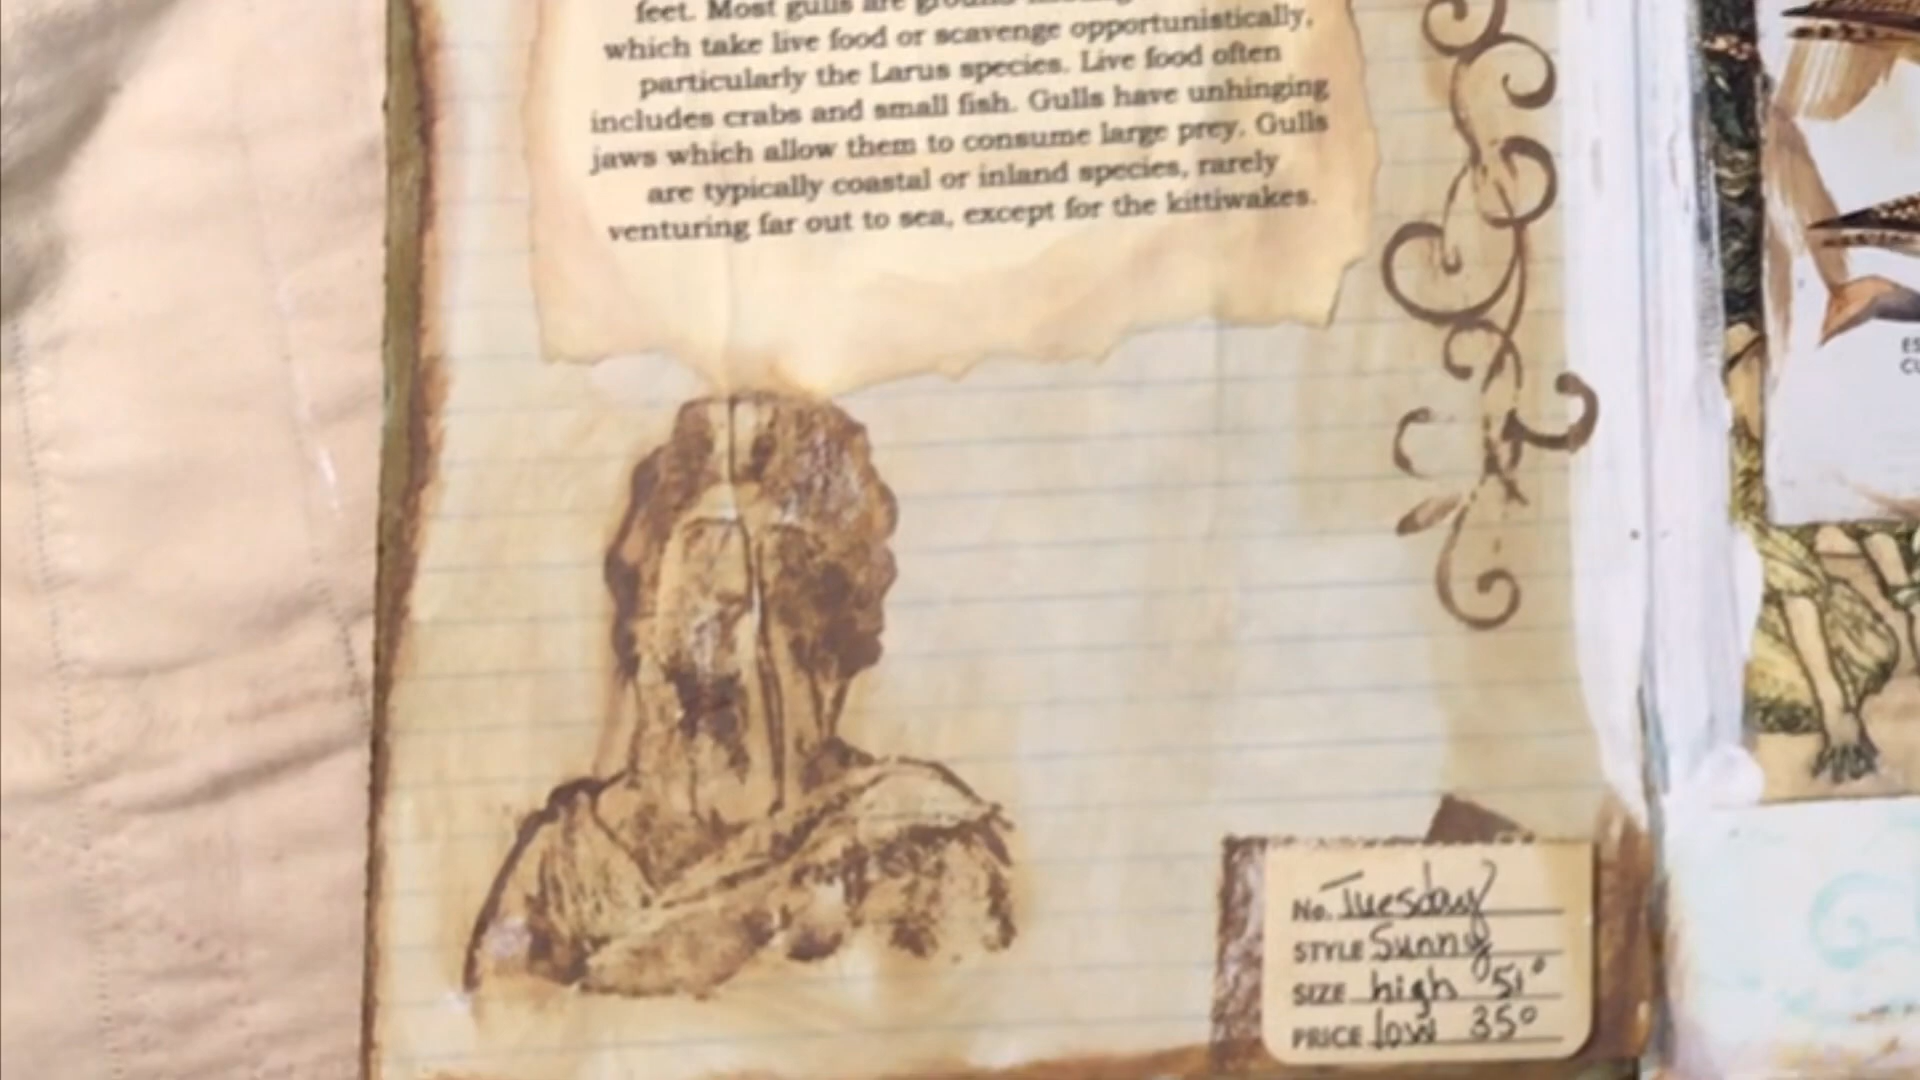 feet. Most gulls are ground
which take live food or scavenge opportunistically,
particularly the Larus species. Live food often
includes crabs and small fish. Gulls have unhinging
jaws which allow them to consume large prey. Gulls
are typically coastal or inland species, rarely
venturing far out to sea, except for the kittiwakes.
No. Tuesday
STYLE Sunny
SIZE high 51°
PRICE low 35°